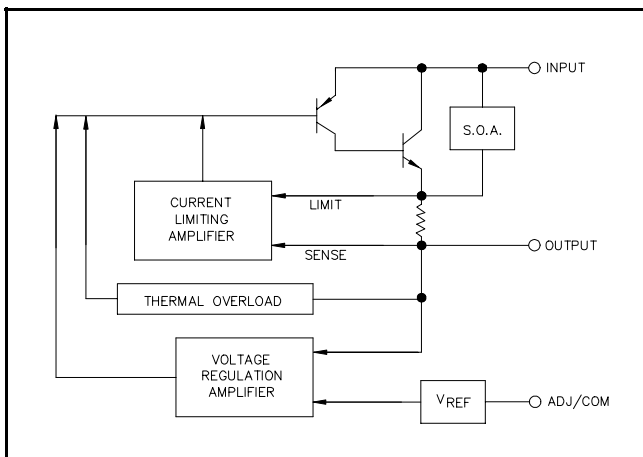 INPUT
S.O.A.
CURRENT
LIMITING
AMPLIFIER
LIMIT
SENSE
OUTPUT
THERMAL OVERLOAD
VOLTAGE
REGULATION
AMPLIFIER
VREF
ADJ/COM